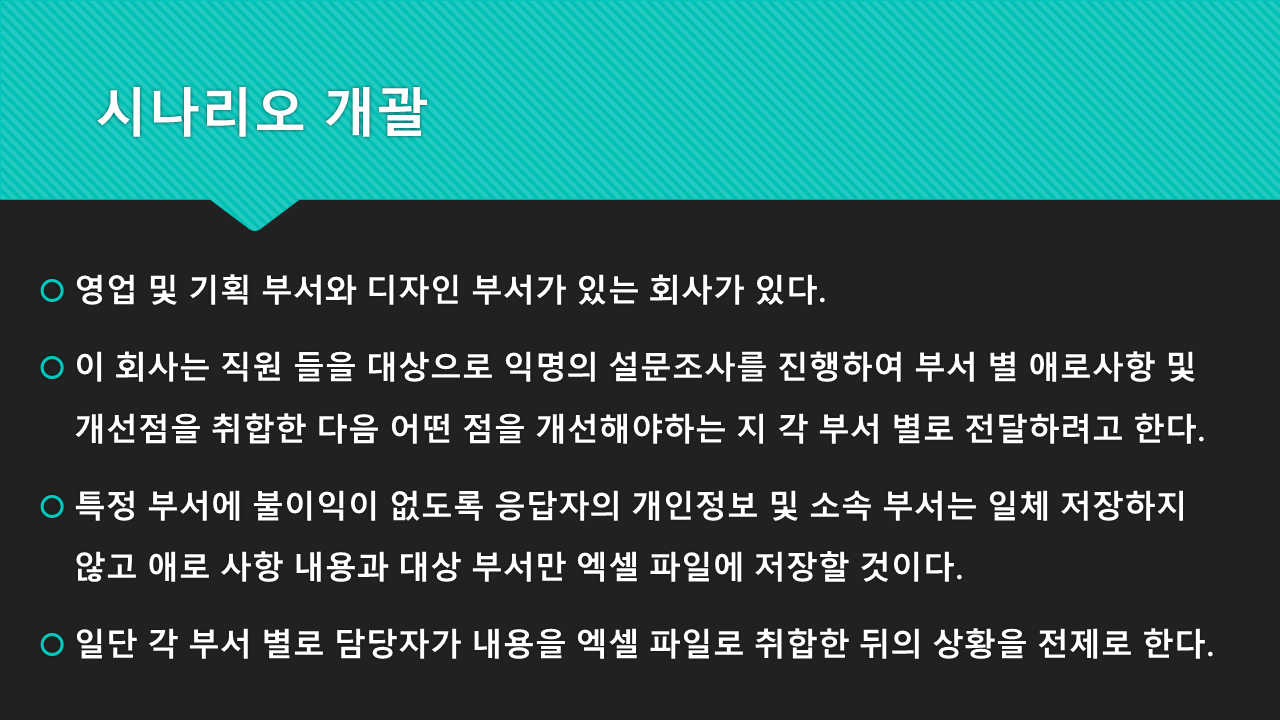 시나리오 개괄
영업 및 기획 부서와 디자인 부서가 있는 회사가 있다.
이 회사는 직원 들을 대상으로 익명의 설문조사를 진행하여 부서 별 애로사항 및
개선점을 취합한 다음 어떤 점을 개선해야하는 지 각 부서 별로 전달하려고 한다.
특정 부서에 불이익이 없도록 응답자의 개인정보 및 소속 부서는 일체 저장하지
않고 애로 사항 내용과 대상 부서만 엑셀 파일에 저장할 것이다.
일단 각 부서 별로 담당자가 내용을 엑셀 파일로 취합한 뒤의 상황을 전제로 한다.